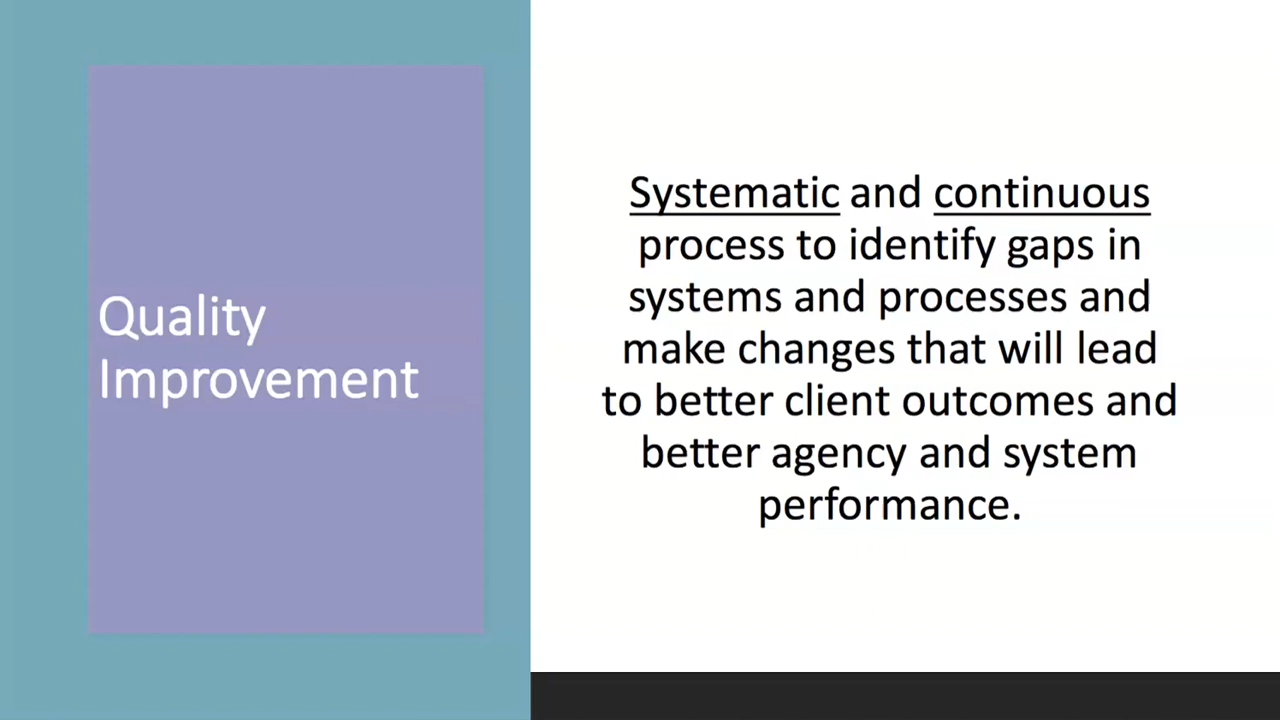 Quality
Improvement
Systematic and continuous
process to identify gaps in
systems and processes and
make changes that will lead
to better client outcomes and
better agency and system
performance.